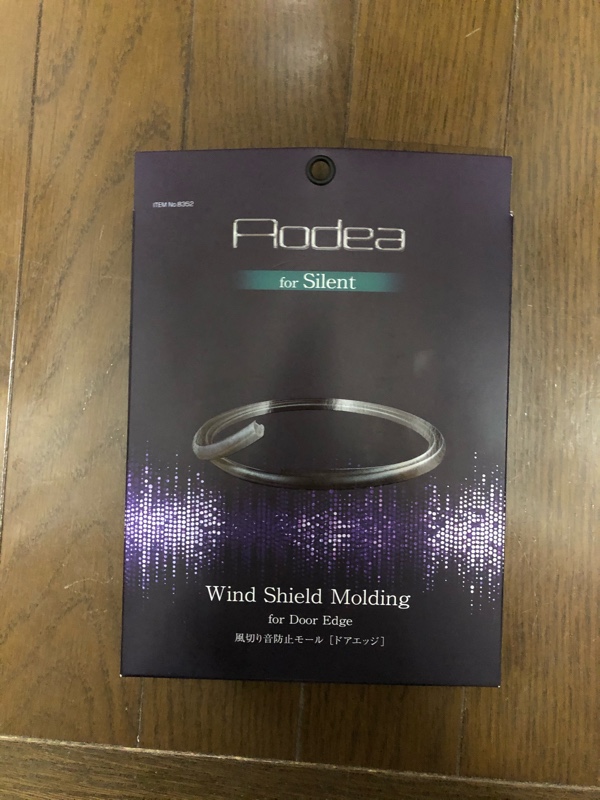 ITEM No.8352
Aodea
for Silent
Wind Shield Molding
for Door Edge
風切り音防止モール［ドアエッジ］